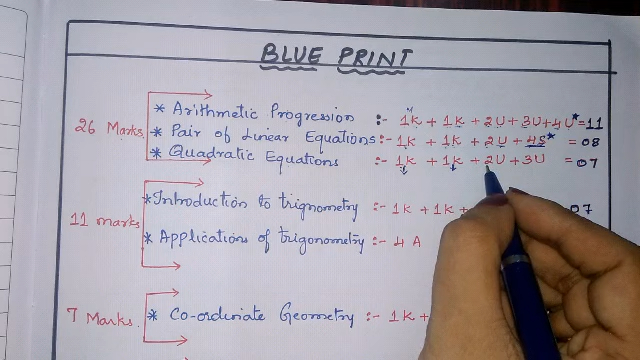 BLUE PRINT
* Arithmetic Progression :- 1K + 1K + 2U + 3U + 4U* = 11
26 Marks * Pair of Linear Equations :- 1K + 1K + 2U + 4S* = 08
* Quadratic Equations :- 1K + 1K + 2U + 3U = 07
* Introduction to trignometry :- 1K + 1K + 07
11 marks
* Applications of trigonometry :- 4 A
7 Marks. * Co-ordinate Geometry :- 1K +